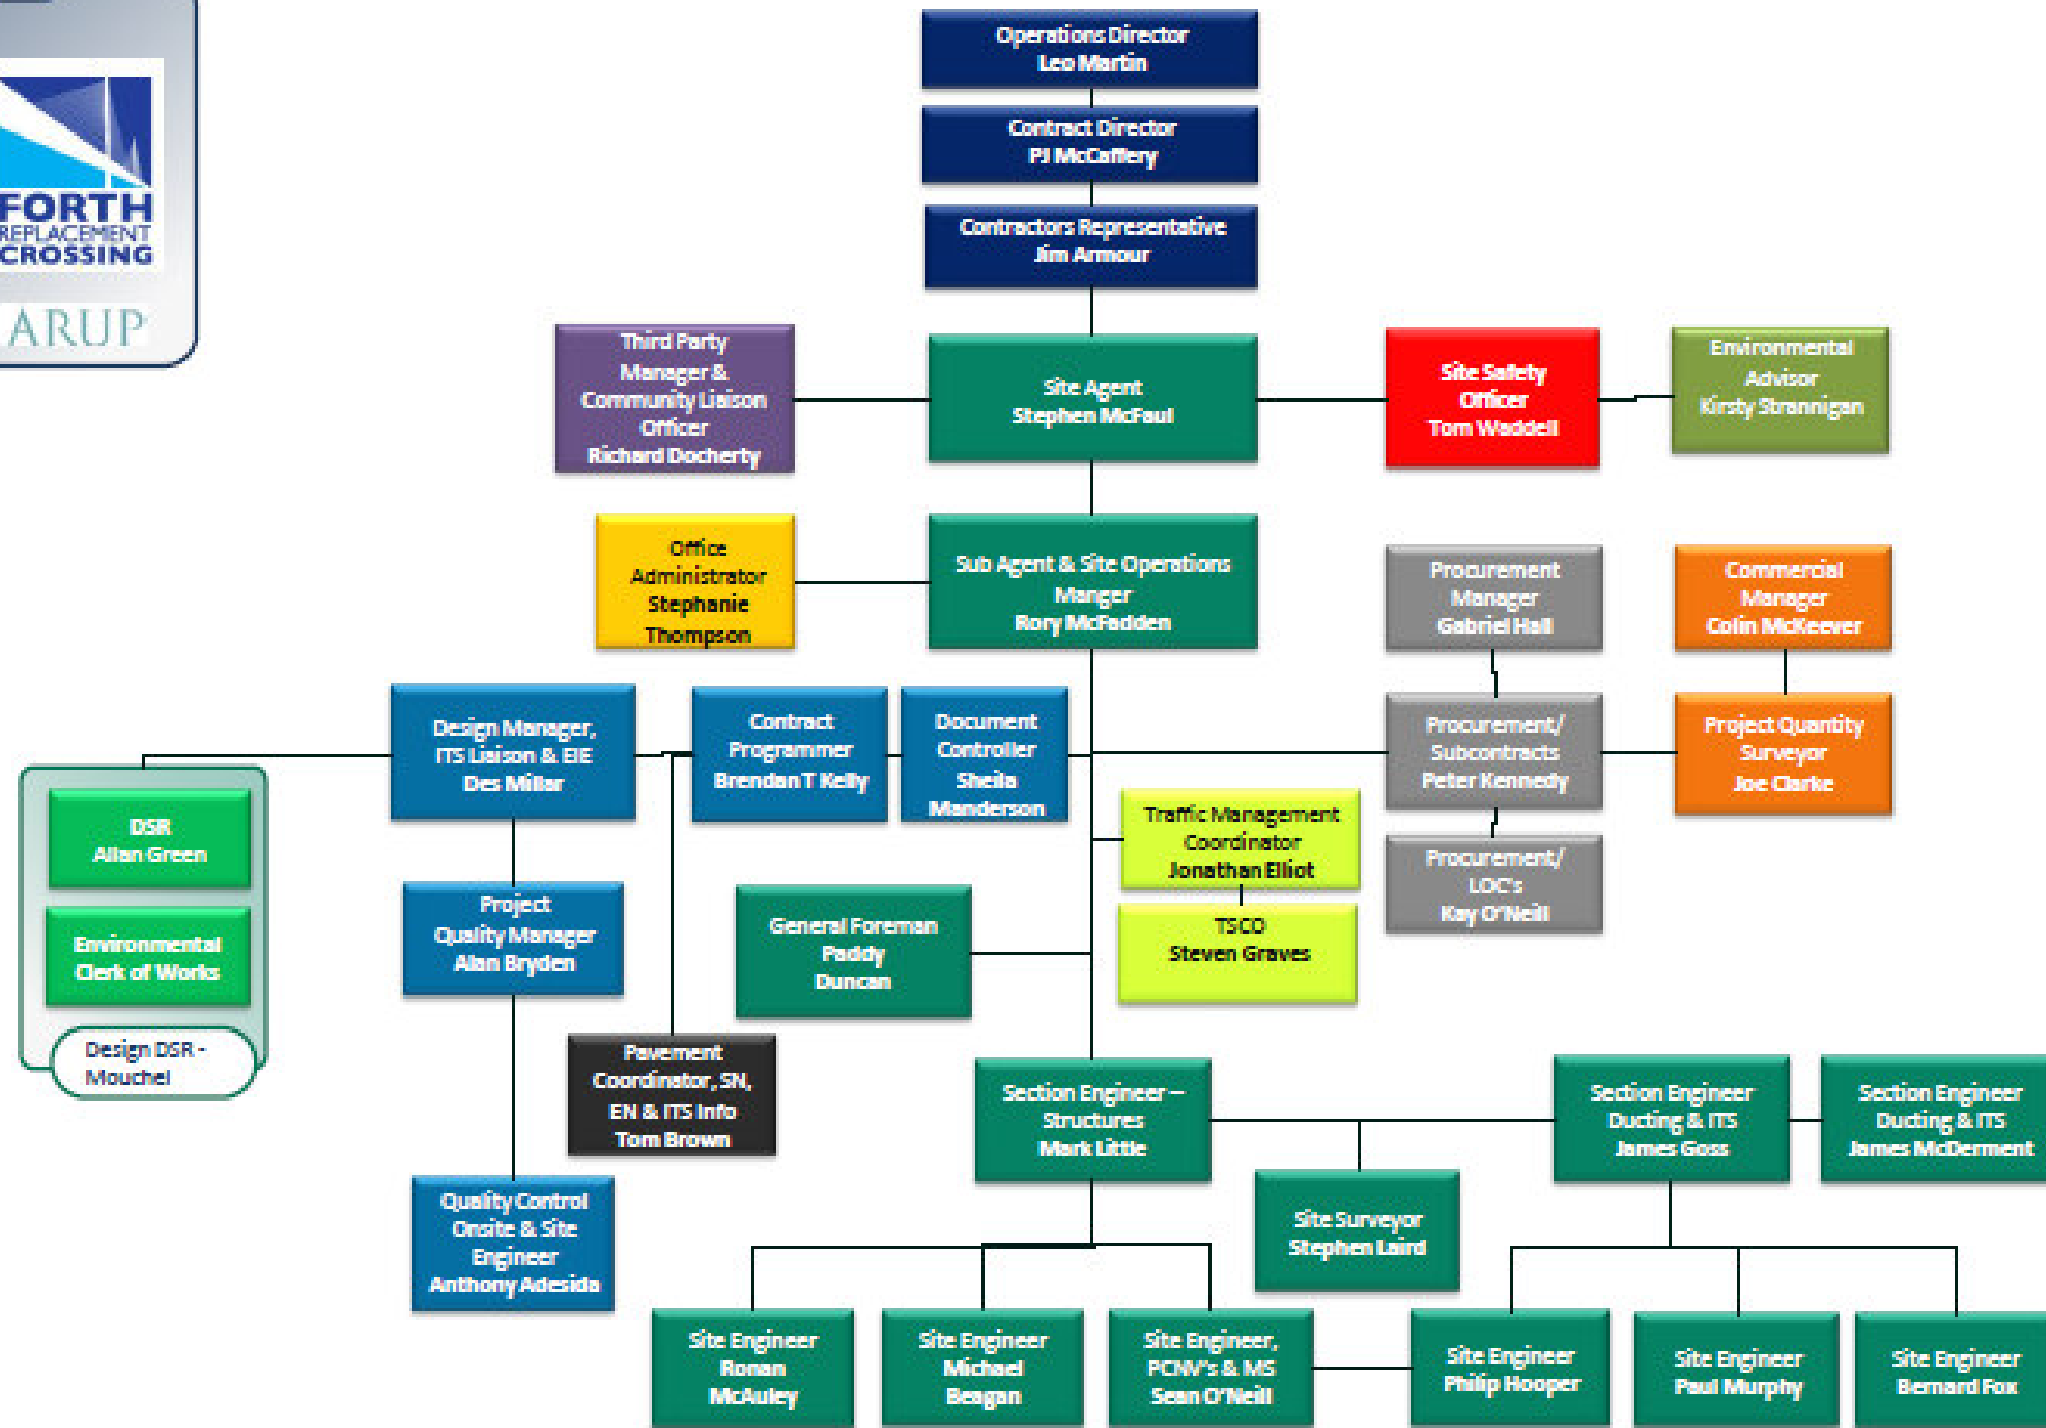 FORTH
REPLACEMENT
CROSSING
ARUP
Operations Director
Leo Martin
Contract Director
PJ McCaffery
Contractors Representative
Jim Armour
Third Party
Manager &
Community Liaison
Officer
Richard Docherty
Site Agent
Stephen McFaul
Site Safety
Officer
Tom Waddell
Environmental
Advisor
Kirsty Strannigan
Office
Administrator
Stephanie
Thompson
Sub Agent & Site Operations
Manger
Rory McFadden
Procurement
Manager
Gabriel Hall
Commercial
Manager
Colin McKeever
Design Manager,
ITS Liaison & EIE
Des Millar
Contract
Programmer
Brendan T Kelly
Document
Controller
Sheila
Manderson
Procurement/
Subcontracts
Peter Kennedy
Project Quantity
Surveyor
Joe Clarke
DSR
Allan Green
Environmental
Clerk of Works
Design DSR -
Mouchel
Traffic Management
Coordinator
Jonathan Elliot
TSCO
Steven Graves
Procurement/
LOC's
Kay O'Neill
Project
Quality Manager
Alan Bryden
General Foreman
Paddy
Duncan
Pavement
Coordinator, SN,
EN & ITS Info
Tom Brown
Section Engineer –
Structures
Mark Little
Section Engineer
Ducting & ITS
James Goss
Section Engineer
Ducting & ITS
James McDerment
Quality Control
Onsite & Site
Engineer
Anthony Adesida
Site Surveyor
Stephen Laird
Site Engineer
Ronan
McAuley
Site Engineer
Michael
Beagan
Site Engineer,
PCNV's & MS
Sean O'Neill
Site Engineer
Philip Hooper
Site Engineer
Paul Murphy
Site Engineer
Bernard Fox